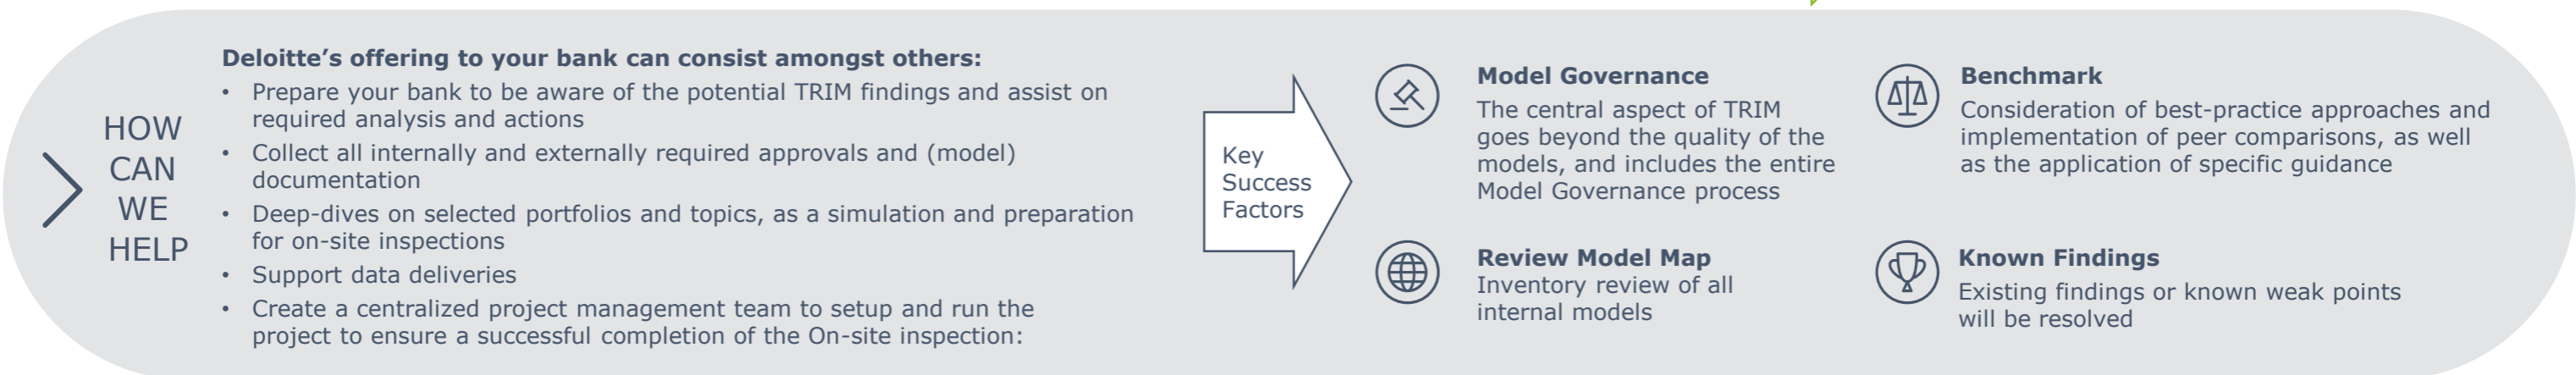 HOW
CAN
WE
HELP
Deloitte’s offering to your bank can consist amongst others:
• Prepare your bank to be aware of the potential TRIM findings and assist on
required analysis and actions
• Collect all internally and externally required approvals and (model)
documentation
• Deep-dives on selected portfolios and topics, as a simulation and preparation
for on-site inspections
• Support data deliveries
• Create a centralized project management team to setup and run the
project to ensure a successful completion of the On-site inspection:
Key
Success
Factors
Model Governance
The central aspect of TRIM
goes beyond the quality of the
models, and includes the entire
Model Governance process
Benchmark
Consideration of best-practice approaches and
implementation of peer comparisons, as well
as the application of specific guidance
Review Model Map
Inventory review of all
internal models
Known Findings
Existing findings or known weak points
will be resolved